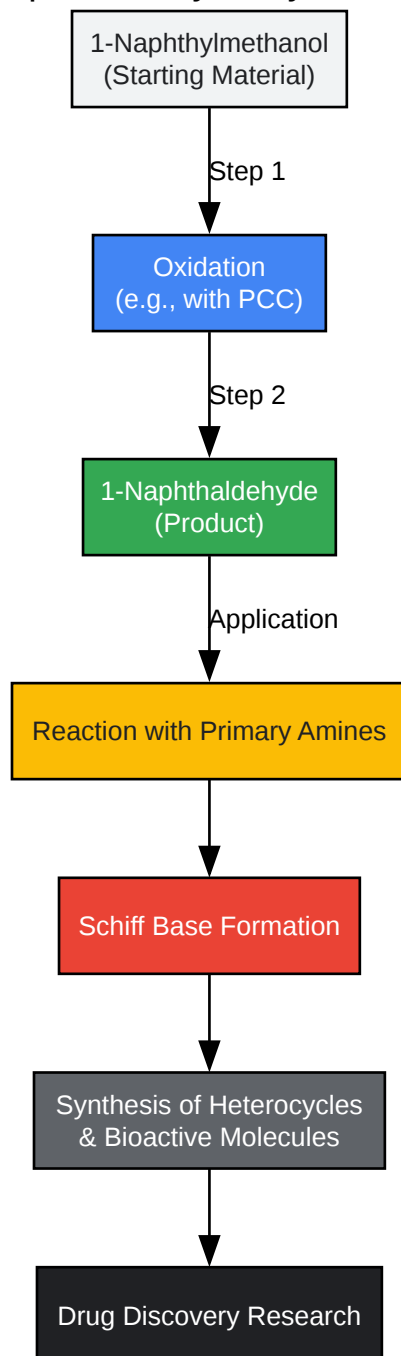 1-Naphthylmethanol
(Starting Material)
Step 1
Oxidation
(e.g., with PCC)
Step 2
1-Naphthaldehyde
(Product)
Application
Reaction with Primary Amines
Schiff Base Formation
Synthesis of Heterocycles
& Bioactive Molecules
Drug Discovery Research